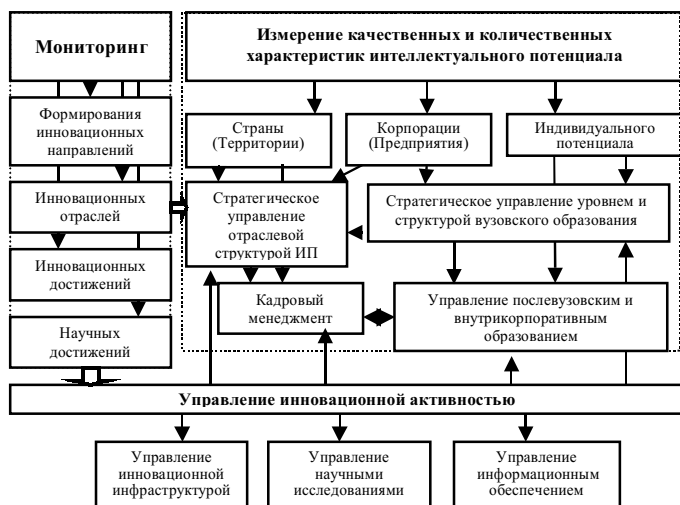 Мониторинг
Формирования
инновационных
направлений
Инновационных
отраслей
Инновационных
достижений
Научных
достижений
Измерение качественных и количественных
характеристик интеллектуального потенциала
Страны
(Территории)
Корпорации
(Предприятия)
Индивидуального
потенциала
Стратегическое
управление
отраслевой
структурой ИП
Стратегическое управление уровнем и
структурой вузовского образования
Кадровый
менеджмент
Управление послевузовским и
внутрикорпоративным
образованием
Управление инновационной активностью
Управление
инновационной
инфраструктурой
Управление
научными
исследованиями
Управление
информационным
обеспечением